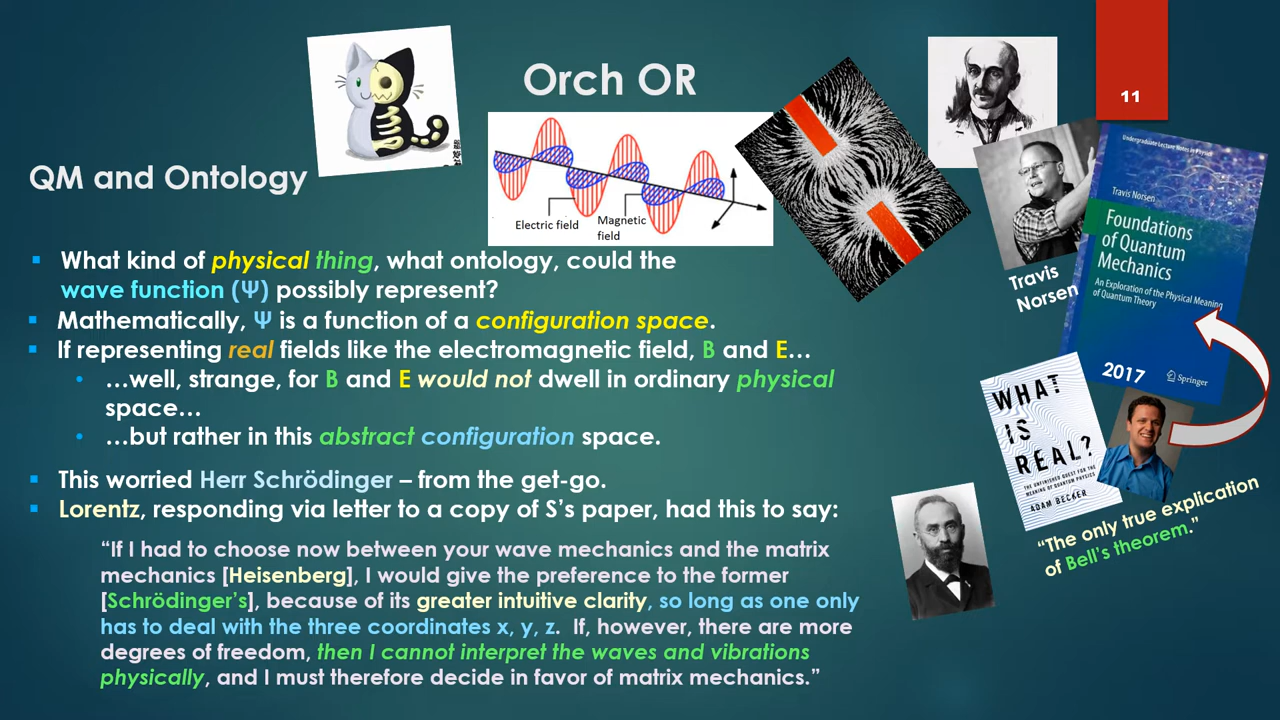 Orch OR
11
QM and Ontology
Electric field
Magnetic
field
What kind of physical thing, what ontology, could the
wave function (Ψ) possibly represent?
Mathematically, Ψ is a function of a configuration space.
If representing real fields like the electromagnetic field, B and E…
…well, strange, for B and E would not dwell in ordinary physical
space…
…but rather in this abstract configuration space.
This worried Herr Schrödinger – from the get-go.
Lorentz, responding via letter to a copy of S’s paper, had this to say:
“If I had to choose now between your wave mechanics and the matrix
mechanics [Heisenberg], I would give the preference to the former
[Schrödinger’s], because of its greater intuitive clarity, so long as one only
has to deal with the three coordinates x, y, z. If, however, there are more
degrees of freedom, then I cannot interpret the waves and vibrations
physically, and I must therefore decide in favor of matrix mechanics.”
Travis
Norsen
Undergraduate Lecture Notes in Physics
Travis Norsen
Foundations
of Quantum
Mechanics
An Exploration of the Physical Meaning
of Quantum Theory
2017
Springer
WHAT
IS
REAL?
THE UNFINISHED QUEST FOR THE
MEANING OF QUANTUM PHYSICS
ADAM BECKER
“The only true explication
of Bell’s theorem.”